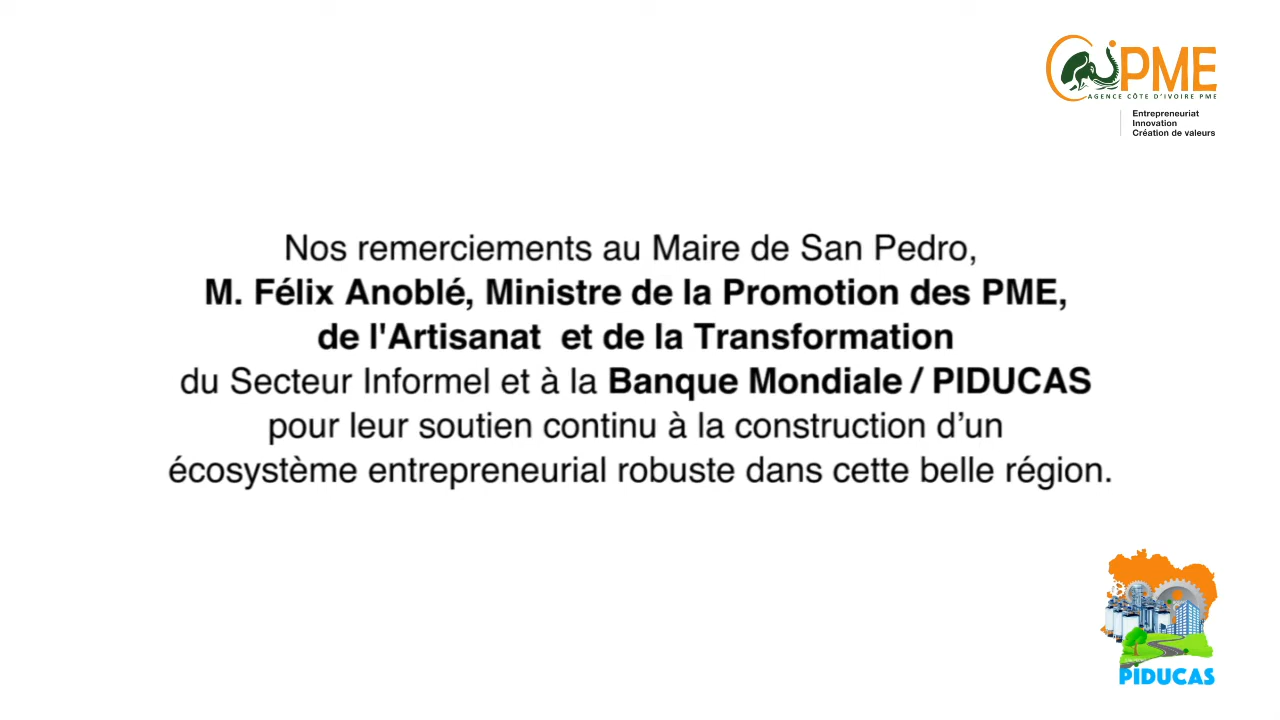 CiPME
AGENCE CÔTE D'IVOIRE PME
Entrepreneuriat
Innovation
Création de valeurs
Nos remerciements au Maire de San Pedro,
M. Félix Anoblé, Ministre de la Promotion des PME,
de l'Artisanat  et de la Transformation
du Secteur Informel et à la Banque Mondiale / PIDUCAS
pour leur soutien continu à la construction d’un
écosystème entrepreneurial robuste dans cette belle région.
PIDUCAS